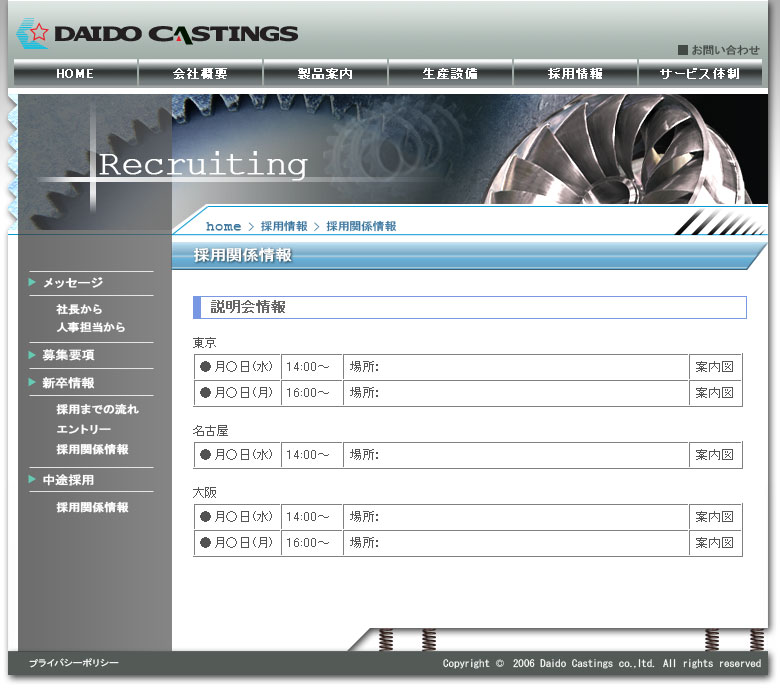 DAIDO CASTINGS
■お問い合わせ
HOME 会社概要 製品案内 生産設備 採用情報 サービス体制
Recruiting
home > 採用情報 > 採用関係情報
採用関係情報
メッセージ
社長から
人事担当から
募集要項
新卒情報
採用までの流れ
エントリー
採用関係情報
中途採用
採用関係情報
説明会情報
東京
●月〇日(水) 14:00～ 場所: 案内図
●月〇日(月) 16:00～ 場所: 案内図
名古屋
●月〇日(水) 14:00～ 場所: 案内図
大阪
●月〇日(水) 14:00～ 場所: 案内図
●月〇日(月) 16:00～ 場所: 案内図
プライバシーポリシー
Copyright © 2006 Daido Castings co.,ltd. All rights reserved